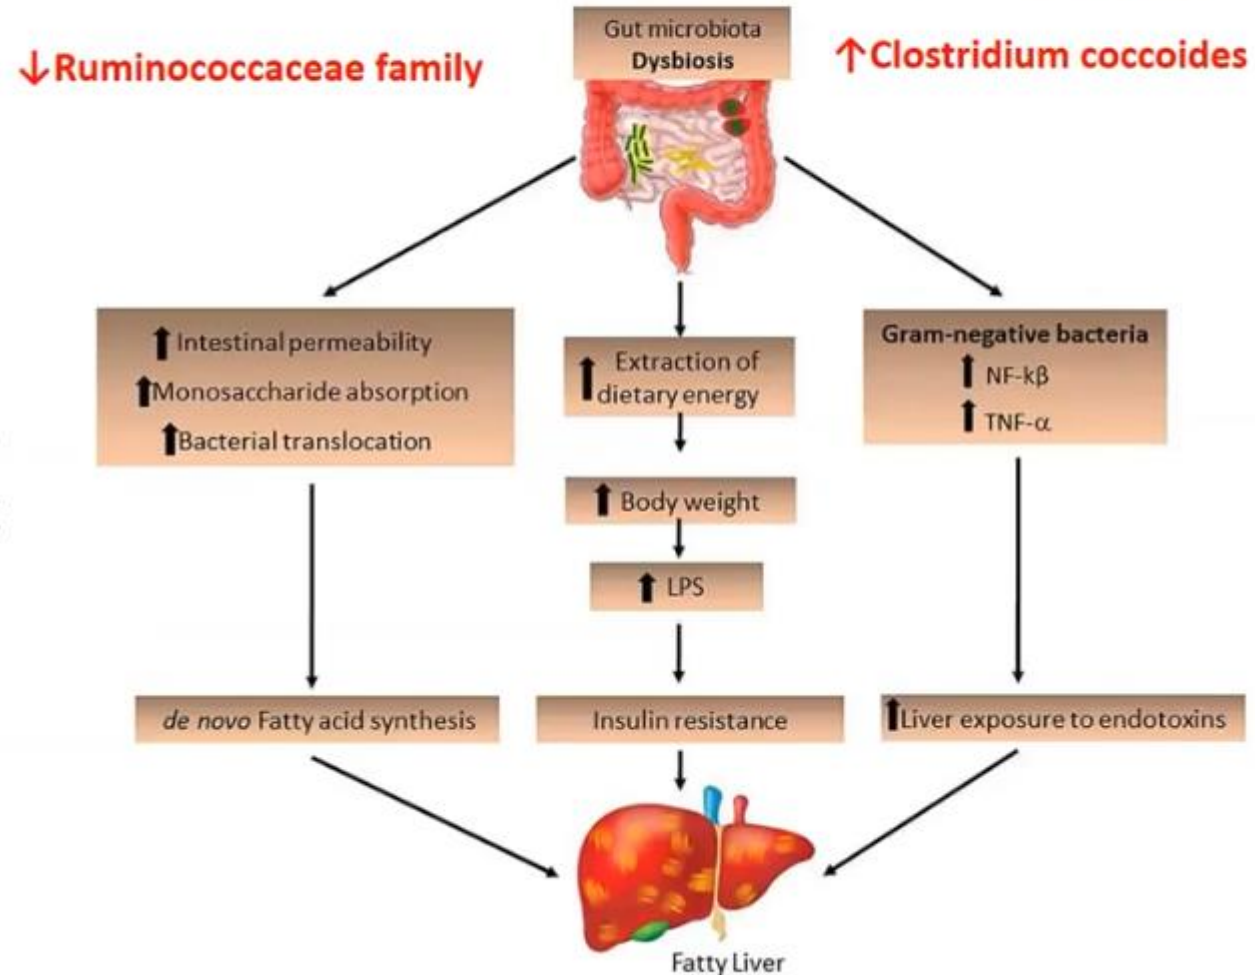 Gut microbiota
Dysbiosis
↓Ruminococcaceae family
↑Clostridium coccoides
Intestinal permeability
Monosaccharide absorption
Bacterial translocation
Extraction of
dietary energy
Body weight
LPS
Gram-negative bacteria
NF-kβ
TNF-α
de novo Fatty acid synthesis
Insulin resistance
Liver exposure to endotoxins
Fatty Liver